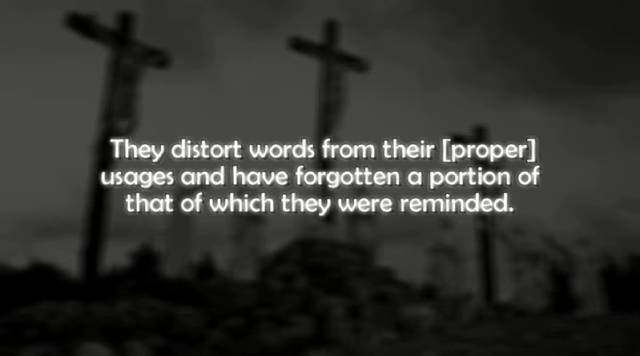 They distort words from their [proper]
usages and have forgotten a portion of
that of which they were reminded.